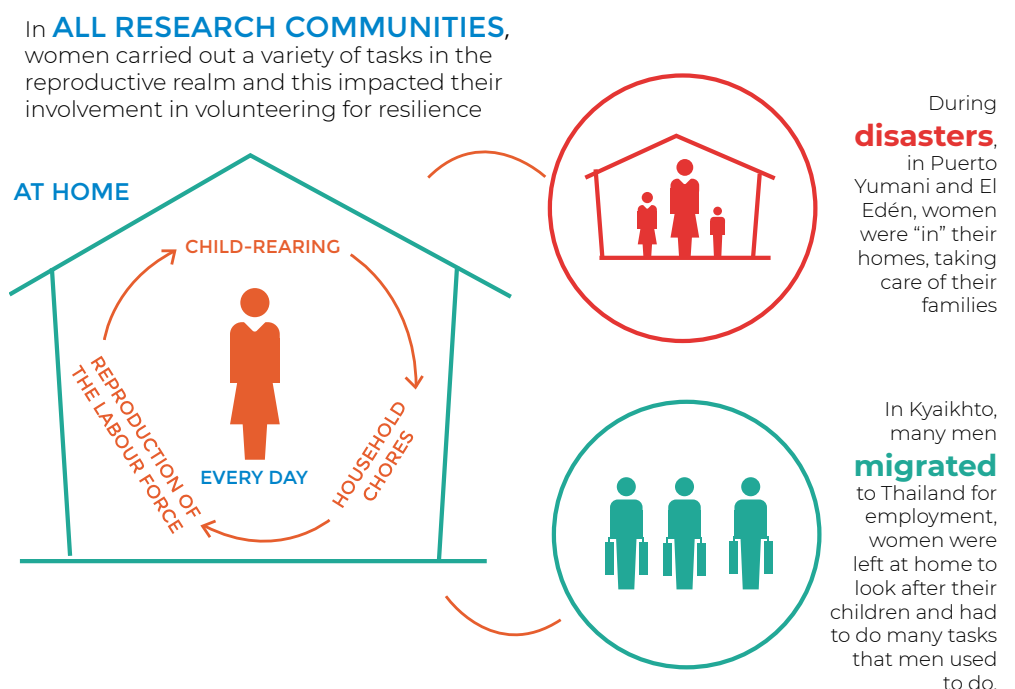 In ALL RESEARCH COMMUNITIES,
women carried out a variety of tasks in the
reproductive realm and this impacted their
involvement in volunteering for resilience
AT HOME
CHILD-REARING
HOUSEHOLD
CHORES
REPRODUCTION OF
THE LABOUR FORCE
EVERY DAY
During
disasters,
in Puerto
Yumani and El
Edén, women
were “in” their
homes, taking
care of their
families
In Kyaikhto,
many men
migrated
to Thailand for
employment,
women were
left at home to
look after their
children and had
to do many tasks
that men used
to do.